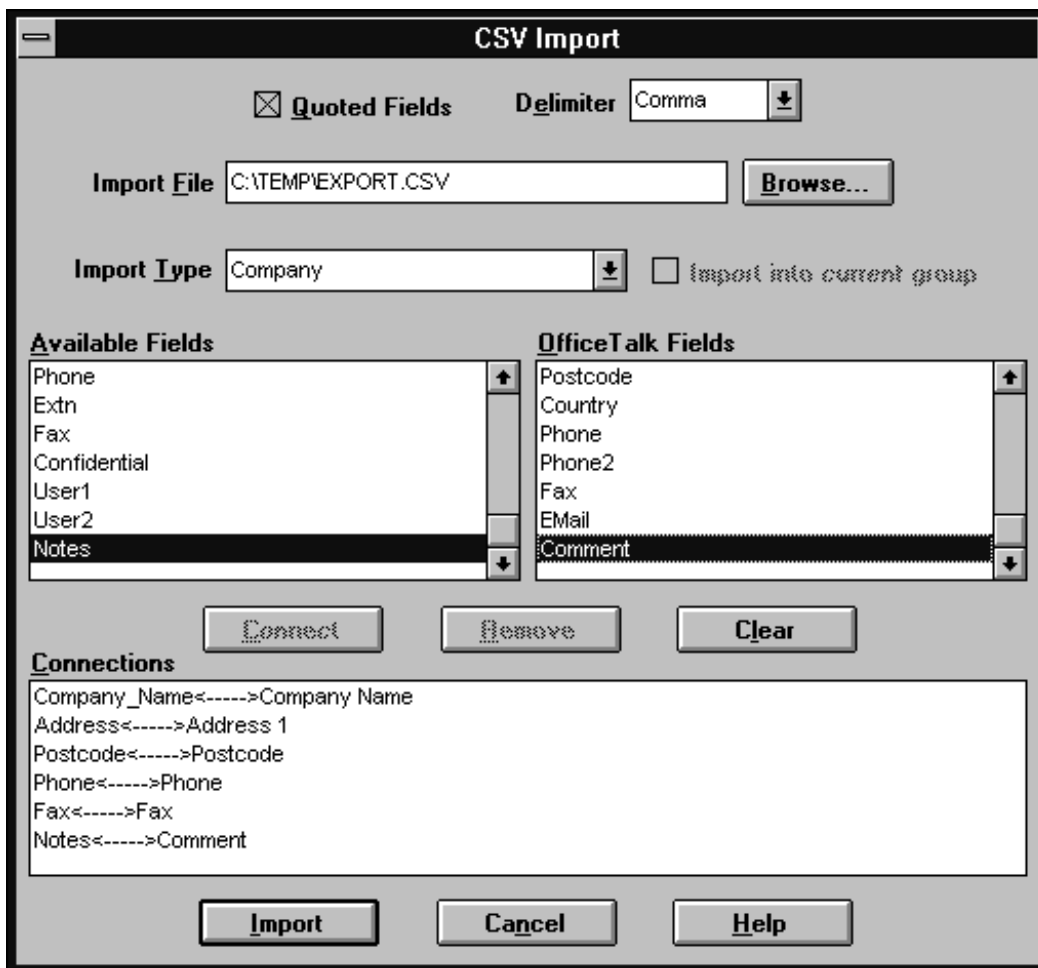 CSV Import
Quoted Fields Delimiter Comma
Import File C:\TEMP\EXPORT.CSV Browse...
Import Type Company Import into current group
Available Fields OfficeTalk Fields
Phone Postcode
Extn Country
Fax Phone
Confidential Phone2
User1 Fax
User2 EMail
Notes Comment
Connect Remove Clear
Connections
Company_Name<----->Company Name
Address<----->Address 1
Postcode<----->Postcode
Phone<----->Phone
Fax<----->Fax
Notes<----->Comment
Import Cancel Help